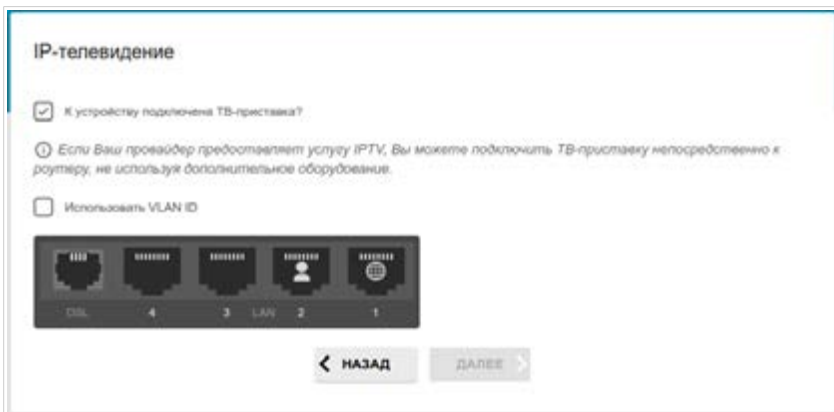 IP-телевидение
К устройству подключена ТВ-приставка?
Если Ваш провайдер предоставляет услугу IPTV, Вы можете подключить ТВ-приставку непосредственно к
роутеру, не используя дополнительное оборудование.
Использовать VLAN ID
DSL 4 3 LAN 2 1
НАЗАД ДАЛЕЕ